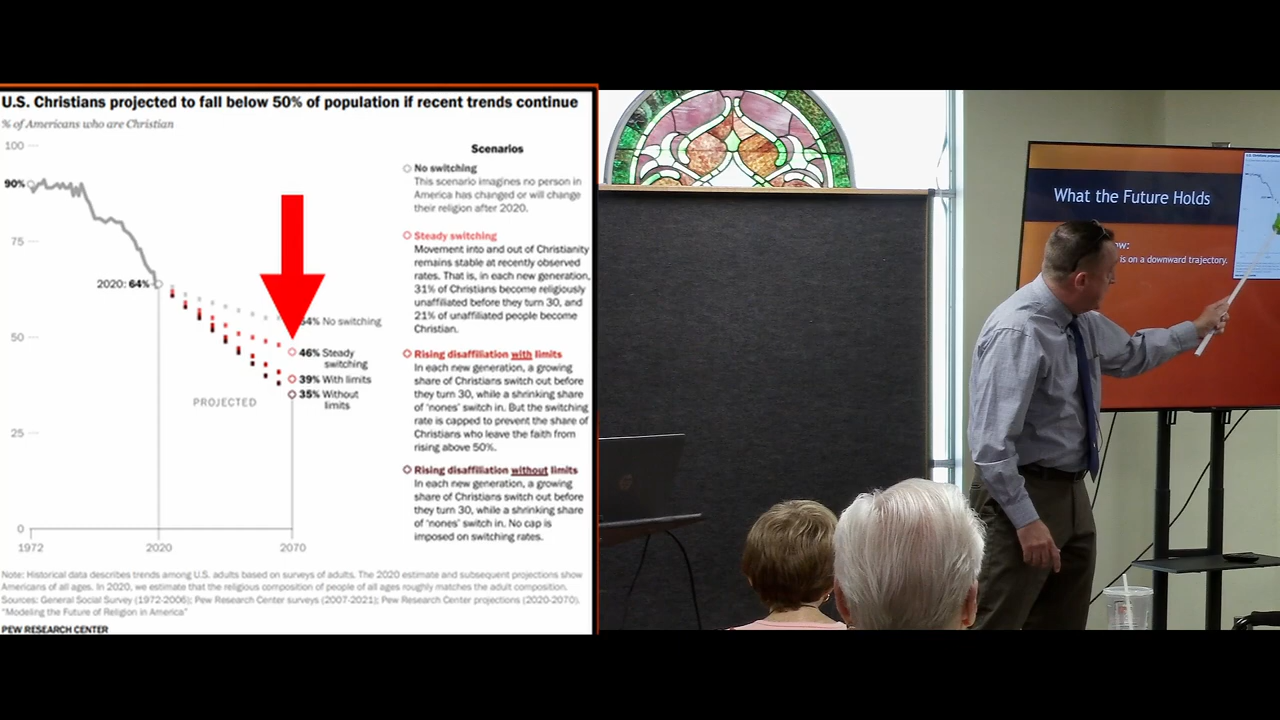 U.S. Christians projected to fall below 50% of population if recent trends continue
% of Americans who are Christian
100
90%
75
2020: 64%
50
25
0
1972
2020
2070
PROJECTED
54% No switching
46% Steady
switching
39% With limits
35% Without
limits
Scenarios
No switching
This scenario imagines no person in
America has changed or will change
their religion after 2020.
Steady switching
Movement into and out of Christianity
remains stable at recently observed
rates. That is, in each new generation,
31% of Christians become religiously
unaffiliated before they turn 30, and
21% of unaffiliated people become
Christian.
Rising disaffiliation with limits
In each new generation, a growing
share of Christians switch out before
they turn 30, while a shrinking share
of 'nones' switch in. But the switching
rate is capped to prevent the share of
Christians who leave the faith from
rising above 50%.
Rising disaffiliation without limits
In each new generation, a growing
share of Christians switch out before
they turn 30, while a shrinking share
of 'nones' switch in. No cap is
imposed on switching rates.
Note: Historical data describes trends among U.S. adults based on surveys of adults. The 2020 estimate and subsequent projections show
Americans of all ages. In 2020, we estimate that the religious composition of people of all ages roughly matches the adult composition.
Sources: General Social Survey (1972-2006); Pew Research Center surveys (2007-2021); Pew Research Center projections (2020-2070).
"Modeling the Future of Religion in America"
PEW RESEARCH CENTER
What the Future Holds
is on a downward trajectory.